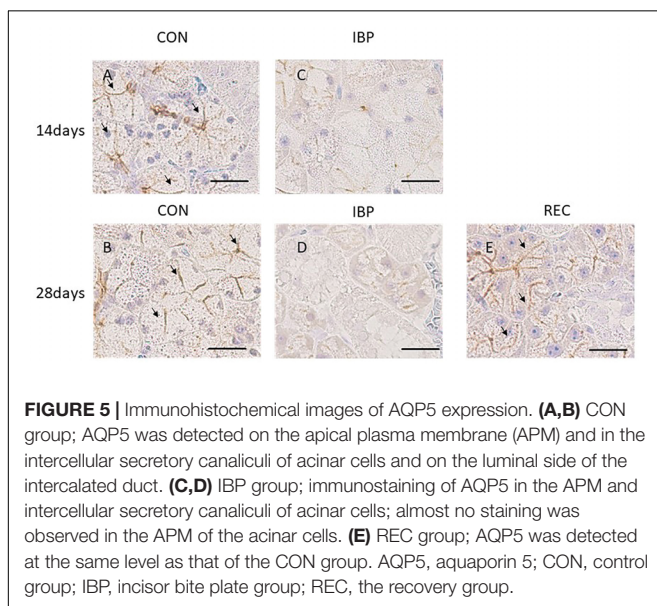 CON IBP
A C
14days
CON IBP REC
B D E
28days
FIGURE 5 | Immunohistochemical images of AQP5 expression. (A,B) CON
group; AQP5 was detected on the apical plasma membrane (APM) and in the
intercellular secretory canaliculi of acinar cells and on the luminal side of the
intercalated duct. (C,D) IBP group; immunostaining of AQP5 in the APM and
intercellular secretory canaliculi of acinar cells; almost no staining was
observed in the APM of the acinar cells. (E) REC group; AQP5 was detected
at the same level as that of the CON group. AQP5, aquaporin 5; CON, control
group; IBP, incisor bite plate group; REC, the recovery group.